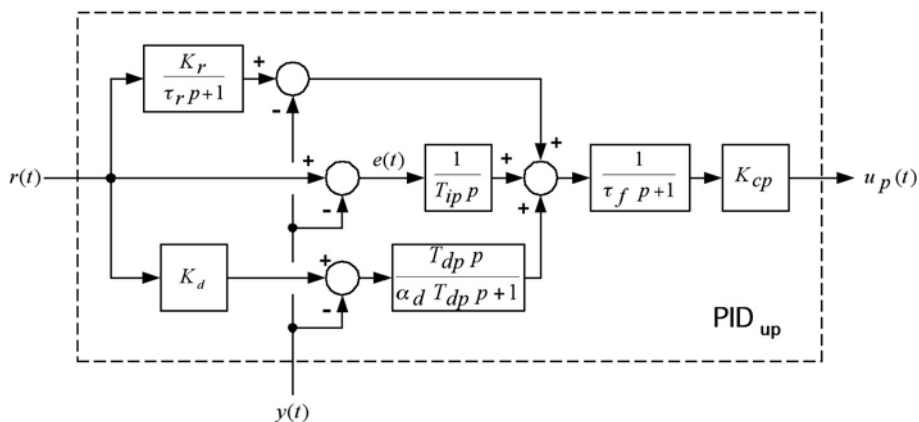 K_r
τ_r p+1
+
-
+
r(t)
+
e(t)
-
1
T_ip p
+
+
1
τ_f p+1
K_cp
u_p(t)
K_d
+
-
T_dp p
α_d T_dp p+1
PID_up
y(t)